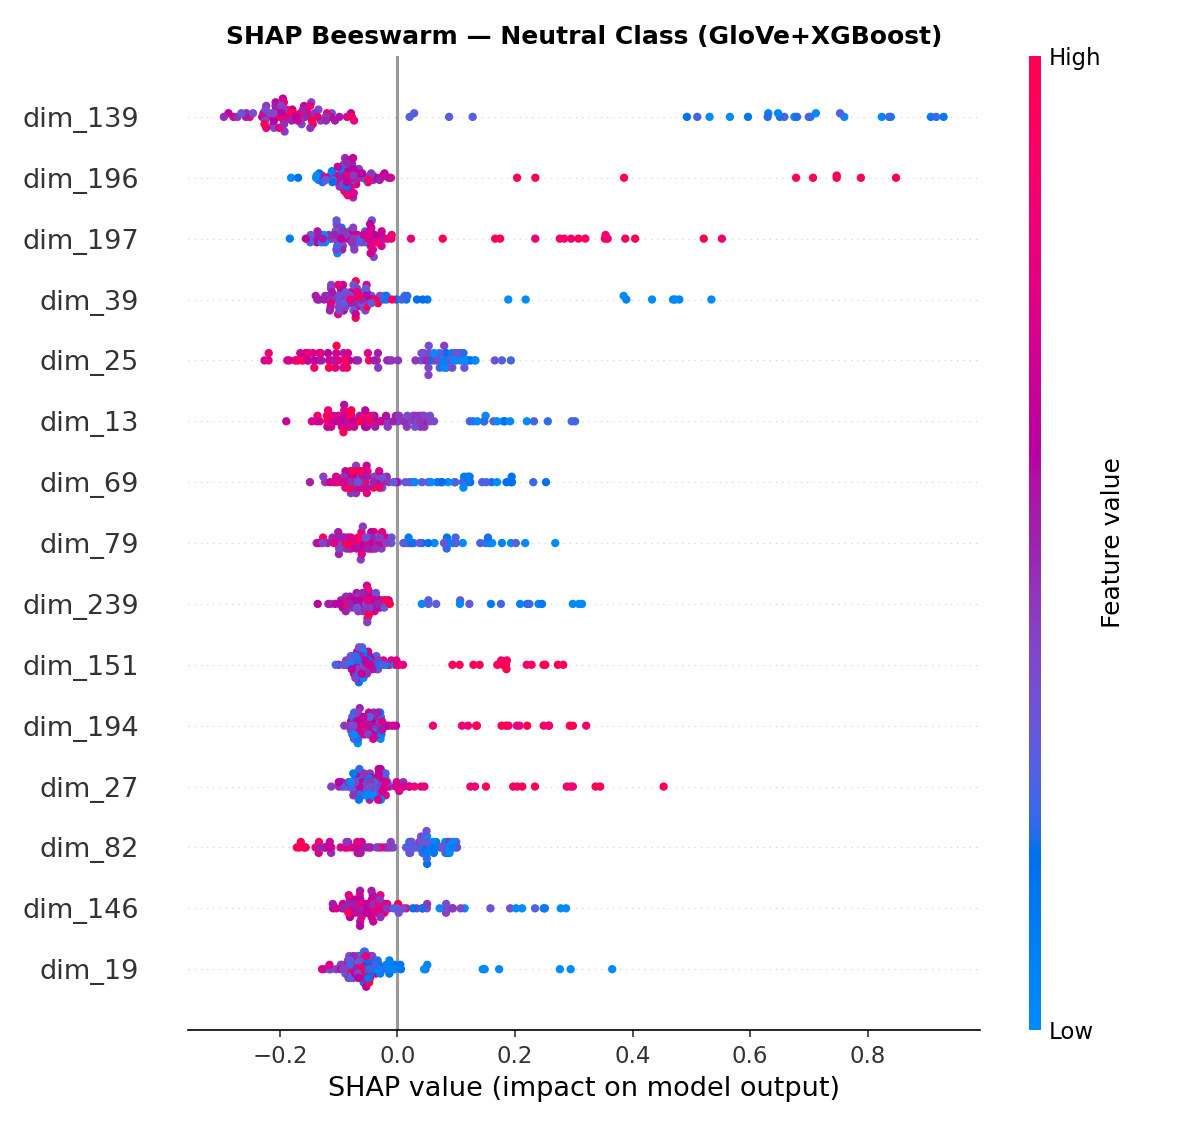 SHAP Beeswarm — Neutral Class (GloVe+XGBoost)
High
dim_139
dim_196
dim_197
dim_39
dim_25
dim_13
dim_69
dim_79
dim_239
dim_151
dim_194
dim_27
dim_82
dim_146
dim_19
Feature value
Low
−0.2 0.0 0.2 0.4 0.6 0.8
SHAP value (impact on model output)